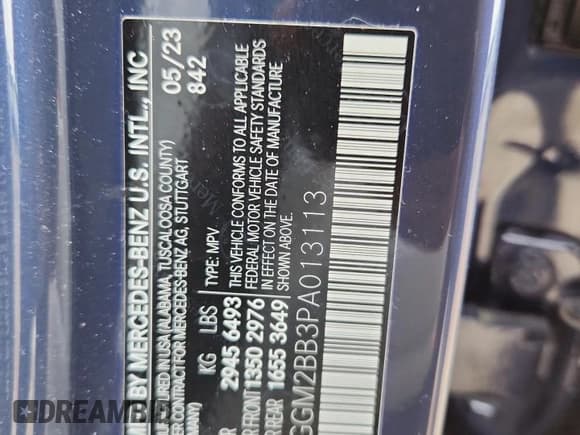 BY MERCEDES-BENZ U.S. INTL., INC
IN USA (ALABAMA, TUSCALOOSA COUNTY)
CONTRACT FOR MERCEDES-BENZ AG, STUTTGART
05/23
842
KG LBS TYPE: MPV
2945 6493
FRONT 1350 2976
REAR 1655 3649
THIS VEHICLE CONFORMS TO ALL APPLICABLE
FEDERAL MOTOR VEHICLE SAFETY STANDARDS
IN EFFECT ON THE DATE OF MANUFACTURE
SHOWN ABOVE.
GGM2BB3PA013113
DREAMBID